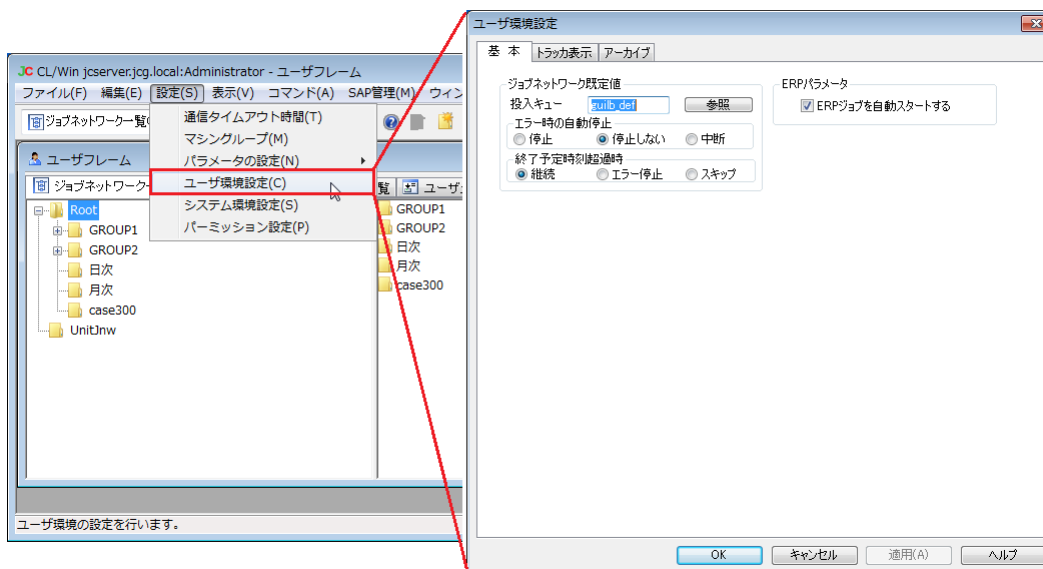 JC CL/Win jcserver.jcg.local:Administrator - ユーザフレーム
ファイル(F) 編集(E) 設定(S) 表示(V) コマンド(A) SAP管理(M) ウィン
ジョブネットワーク一覧
通信タイムアウト時間(T)
マシングループ(M)
パラメータの設定(N)
ユーザ環境設定(C)
システム環境設定(S)
パーミッション設定(P)
ユーザフレーム
ジョブネットワーク
覧 ユーザ
Root
GROUP1
GROUP2
日次
月次
case300
UnitJnw
GROUP1
GROUP2
日次
月次
case300
ユーザ環境の設定を行います。
ユーザ環境設定
基 本 トラッカ表示 アーカイブ
ジョブネットワーク既定値
投入キュー guilb_def 参照
エラー時の自動停止
停止 停止しない 中断
終了予定時刻超過時
継続 エラー停止 スキップ
ERPパラメータ
ERPジョブを自動スタートする
OK キャンセル 適用(A) ヘルプ